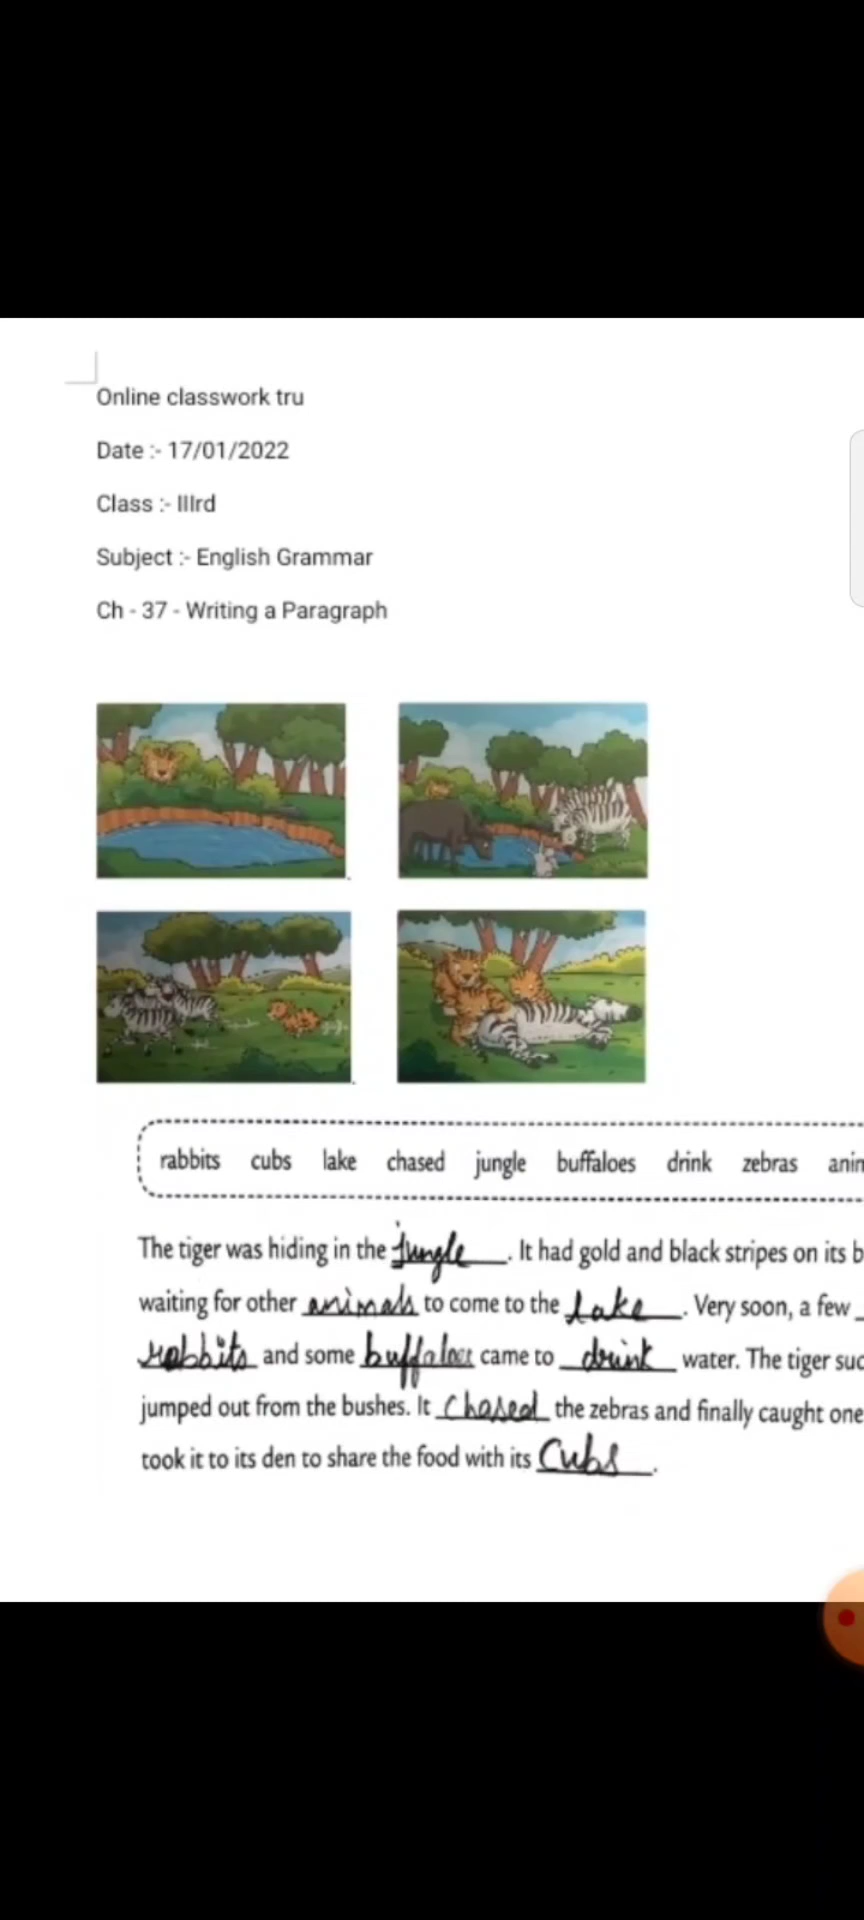 Online classwork tru
Date :- 17/01/2022
Class :- IIIrd
Subject :- English Grammar
Ch - 37 - Writing a Paragraph
rabbits cubs lake chased jungle buffaloes drink zebras anim
The tiger was hiding in the jungle. It had gold and black stripes on its b
waiting for other animals to come to the lake. Very soon, a few
rabbits and some buffaloes came to drink water. The tiger suc
jumped out from the bushes. It chased the zebras and finally caught one
took it to its den to share the food with its cubs.